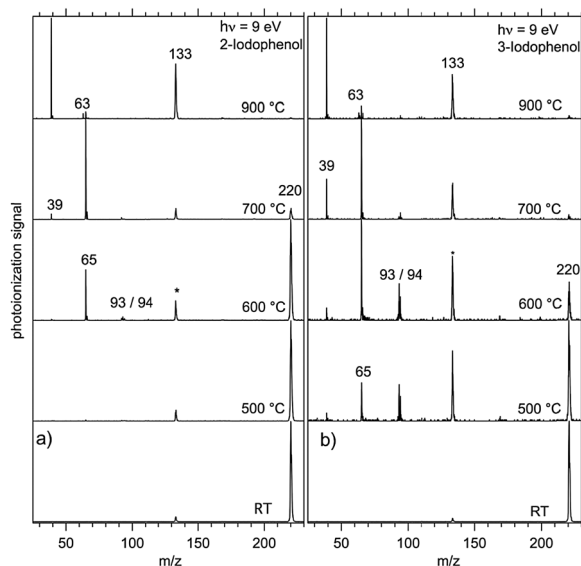 hν = 9 eV
2-Iodophenol
133
63
900 °C
39
220
700 °C
65
93 / 94
*
600 °C
500 °C
a)
RT
50 100 150 200
m/z
photoionization signal
hν = 9 eV
3-Iodophenol
133
63
900 °C
39
700 °C
93 / 94
*
220
600 °C
65
500 °C
b)
RT
50 100 150 200
m/z